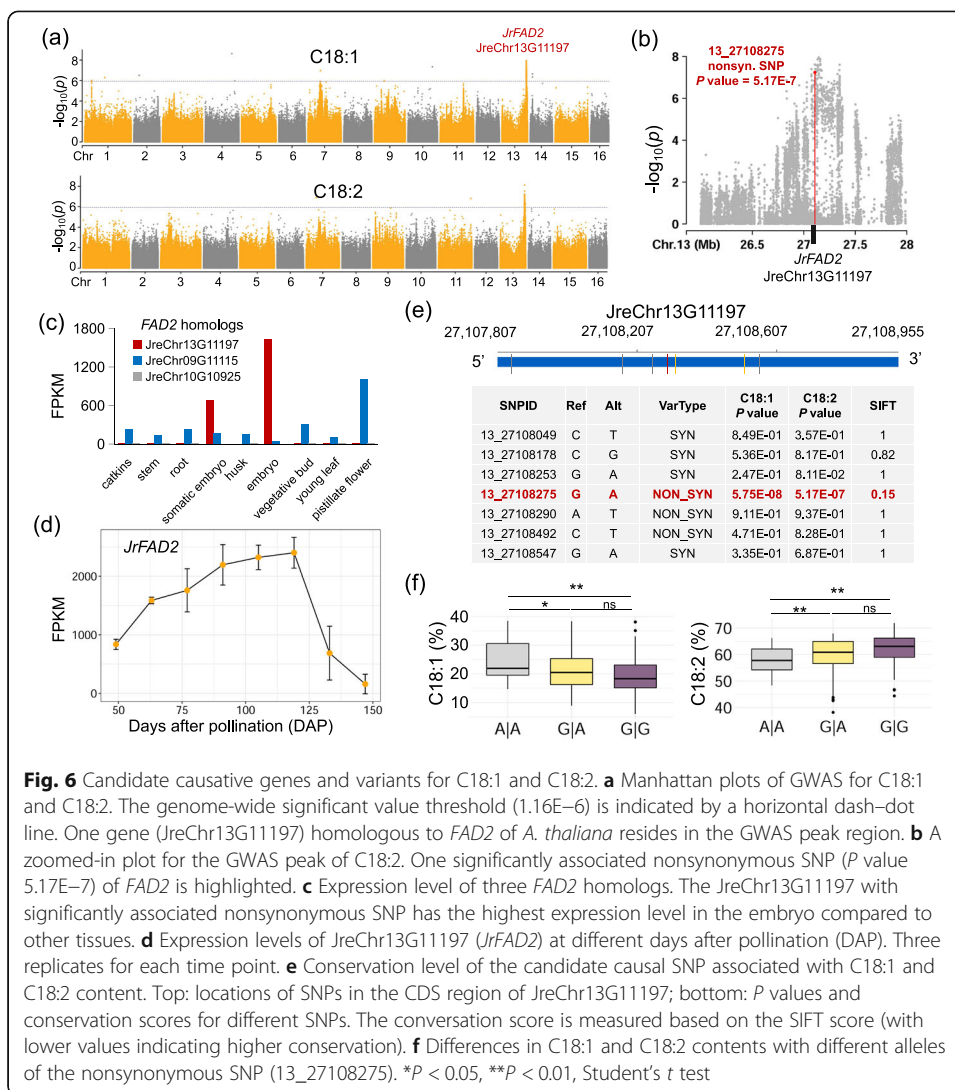 (a)
JrFAD2
JreChr13G11197
C18:1
-log10(p)
8
6
4
2
0
Chr 1 2 3 4 5 6 7 8 9 10 11 12 13 14 15 16
C18:2
-log10(p)
8
6
4
2
0
Chr 1 2 3 4 5 6 7 8 9 10 11 12 13 14 15 16
(b)
13_27108275
nonsyn. SNP
P value = 5.17E-7
-log10(p)
8
6
4
2
0
Chr.13 (Mb) 26.5 27 27.5 28
JrFAD2
JreChr13G11197
(c)
FAD2 homologs
JreChr13G11197
JreChr09G11115
JreChr10G10925
FPKM
1800
1200
600
0
catkins
stem
root
somatic embryo
husk
embryo
vegetative bud
young leaf
pistillate flower
(d)
JrFAD2
FPKM
2000
1000
0
50 75 100 125 150
Days after pollination (DAP)
(e)
JreChr13G11197
27,107,807 27,108,207 27,108,607 27,108,955
5’ 3’
SNPID Ref Alt VarType C18:1 P value C18:2 P value SIFT
13_27108049 C T SYN 8.49E-01 3.57E-01 1
13_27108178 C G SYN 5.36E-01 8.17E-01 0.82
13_27108253 G A SYN 2.47E-01 8.11E-02 1
13_27108275 G A NON_SYN 5.75E-08 5.17E-07 0.15
13_27108290 A T NON_SYN 9.11E-01 9.37E-01 1
13_27108492 C T NON_SYN 4.71E-01 8.28E-01 1
13_27108547 G A SYN 3.35E-01 6.87E-01 1
(f)
C18:1 (%)
40
30
20
10
**
* ns
A|A G|A G|G
C18:2 (%)
70
60
50
40
**
** ns
A|A G|A G|G
Fig. 6 Candidate causative genes and variants for C18:1 and C18:2. a Manhattan plots of GWAS for C18:1
and C18:2. The genome-wide significant value threshold (1.16E−6) is indicated by a horizontal dash–dot
line. One gene (JreChr13G11197) homologous to FAD2 of A. thaliana resides in the GWAS peak region. b A
zoomed-in plot for the GWAS peak of C18:2. One significantly associated nonsynonymous SNP (P value
5.17E−7) of FAD2 is highlighted. c Expression level of three FAD2 homologs. The JreChr13G11197 with
significantly associated nonsynonymous SNP has the highest expression level in the embryo compared to
other tissues. d Expression levels of JreChr13G11197 (JrFAD2) at different days after pollination (DAP). Three
replicates for each time point. e Conservation level of the candidate causal SNP associated with C18:1 and
C18:2 content. Top: locations of SNPs in the CDS region of JreChr13G11197; bottom: P values and
conservation scores for different SNPs. The conversation score is measured based on the SIFT score (with
lower values indicating higher conservation). f Differences in C18:1 and C18:2 contents with different alleles
of the nonsynonymous SNP (13_27108275). *P < 0.05, **P < 0.01, Student’s t test